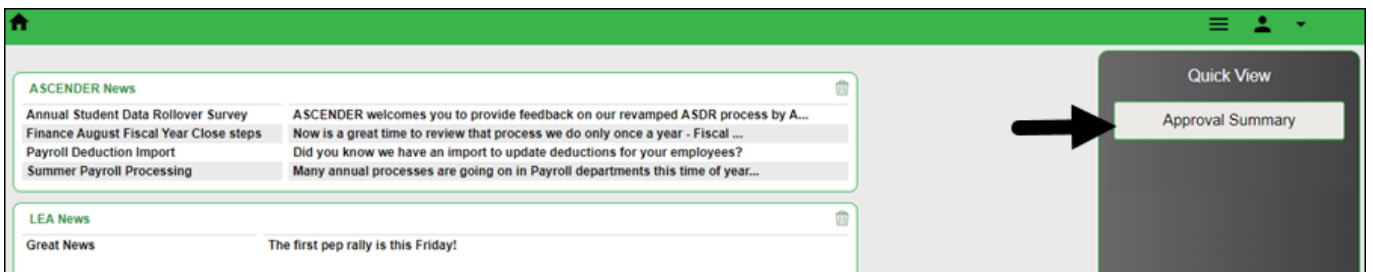 Quick View
ASCENDER News
Approval Summary
Annual Student Data Rollover Survey ASCENDER welcomes you to provide feedback on our revamped ASDR process by A...
Finance August Fiscal Year Close steps Now is a great time to review that process we do only once a year - Fiscal ...
Payroll Deduction Import Did you know we have an import to update deductions for your employees?
Summer Payroll Processing Many annual processes are going on in Payroll departments this time of year...
LEA News
Great News The first pep rally is this Friday!